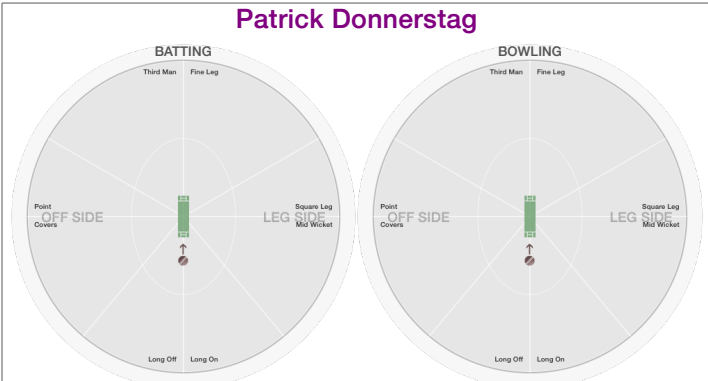 Patrick Donnerstag
BATTING
BOWLING
Third Man Fine Leg
Third Man Fine Leg
Point
OFF SIDE
Covers
Square Leg
LEG SIDE
Mid Wicket
Point
OFF SIDE
Covers
Square Leg
LEG SIDE
Mid Wicket
Long Off Long On
Long Off Long On